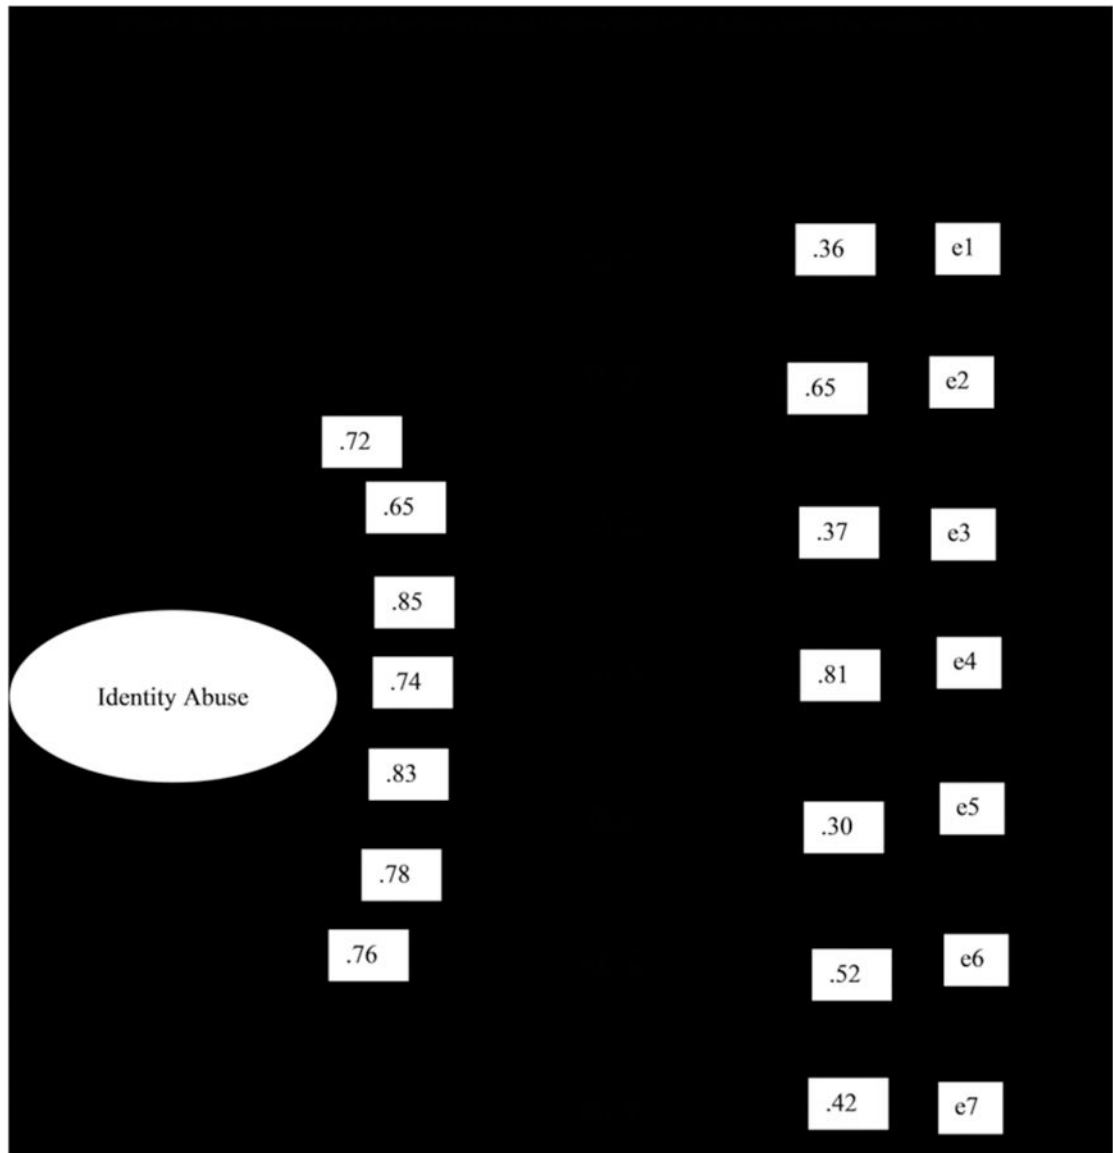 .36 e1
.65 e2
.72
.65
.37 e3
.85
.74
.81 e4
Identity Abuse
.83
.30 e5
.78
.76
.52 e6
.42 e7